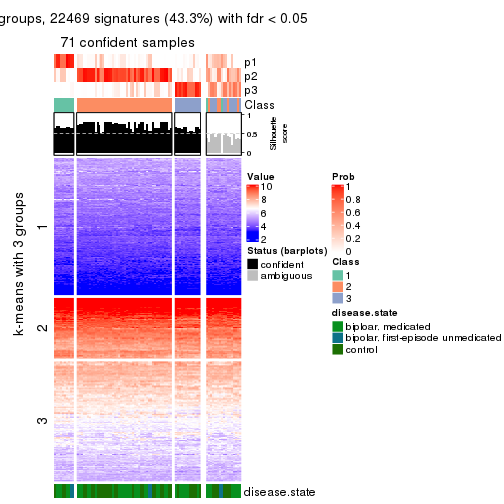 groups, 22469 signatures (43.3%) with fdr < 0.05
71 confident samples
p1
p2
p3
Class
1
0.5
0
Silhouette
score
k-means with 3 groups
1
2
3
disease.state
Value
10
8
6
4
2
Status (barplots)
confident
ambiguous
Prob
1
0.8
0.6
0.4
0.2
0
Class
1
2
3
disease.state
biploar. medicated
bipolar. first-episode unmedicated
control